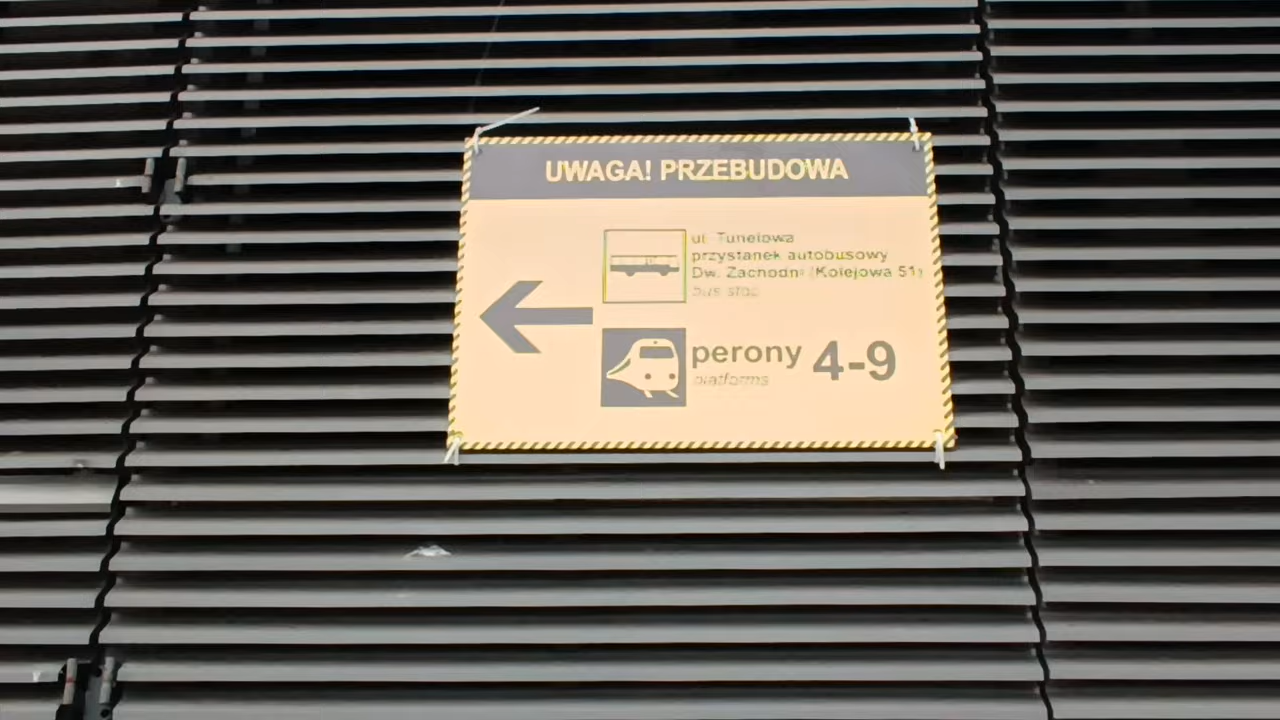 UWAGA! PRZEBUDOWA
ul. Tunelowa
przystanek autobusowy
Dw. Zachodni (Kolejowa 51)
bus stop
perony 4-9
platforms